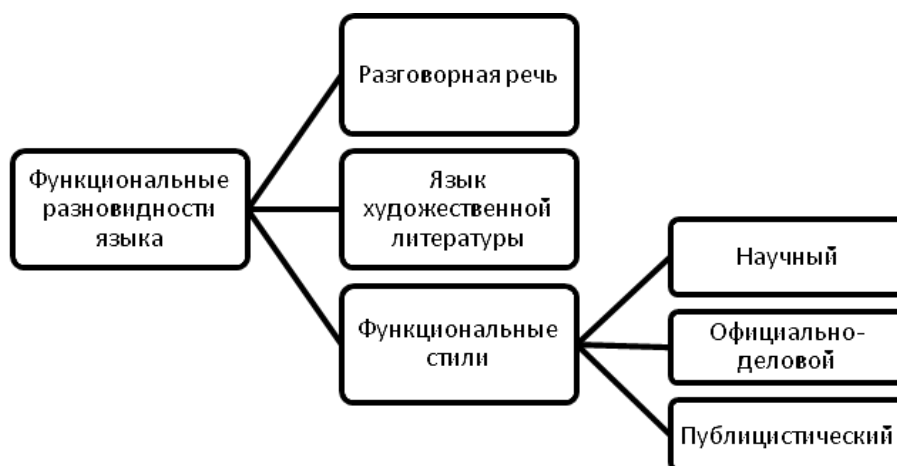 Разговорная речь
Функциональные
разновидности
языка
Язык
художественной
литературы
Функциональные
стили
Научный
Официально-
деловой
Публицистический